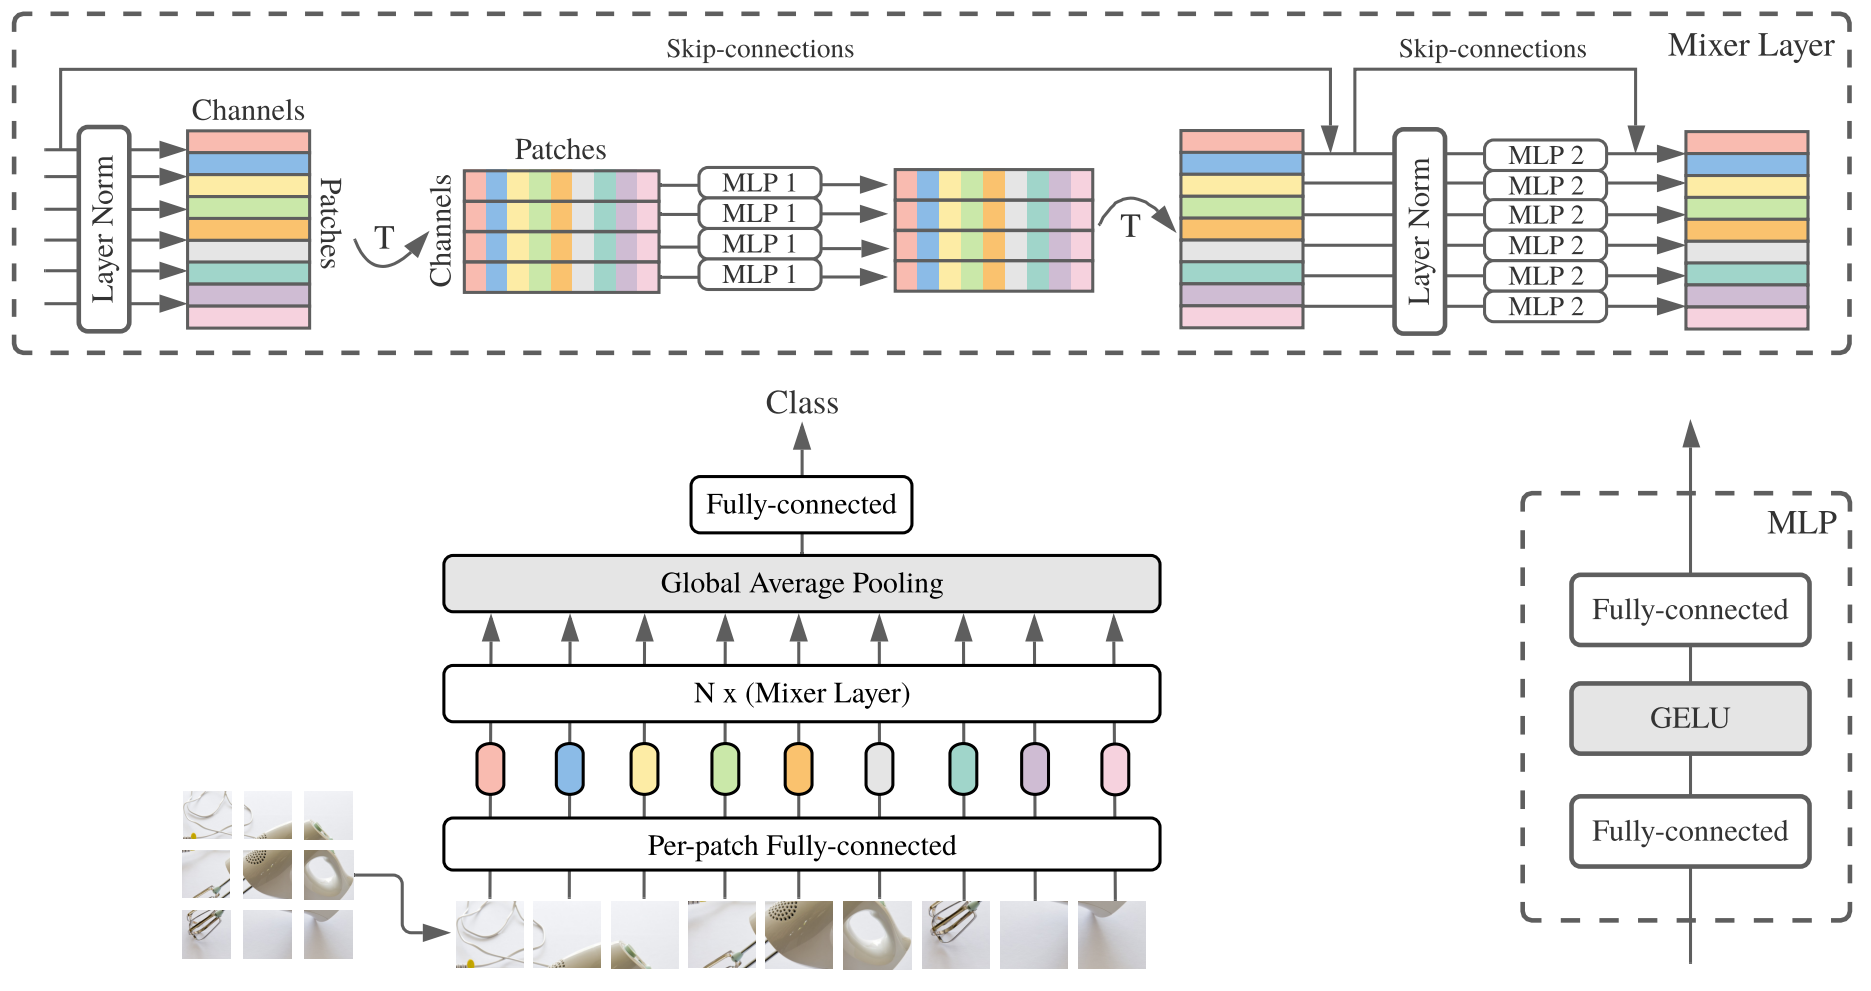 Skip-connections
Skip-connections
Mixer Layer
Channels
Layer Norm
Patches
T
Patches
Channels
MLP 1
MLP 1
MLP 1
MLP 1
T
Layer Norm
MLP 2
MLP 2
MLP 2
MLP 2
MLP 2
MLP 2
Class
Fully-connected
Global Average Pooling
N x (Mixer Layer)
Per-patch Fully-connected
MLP
Fully-connected
GELU
Fully-connected